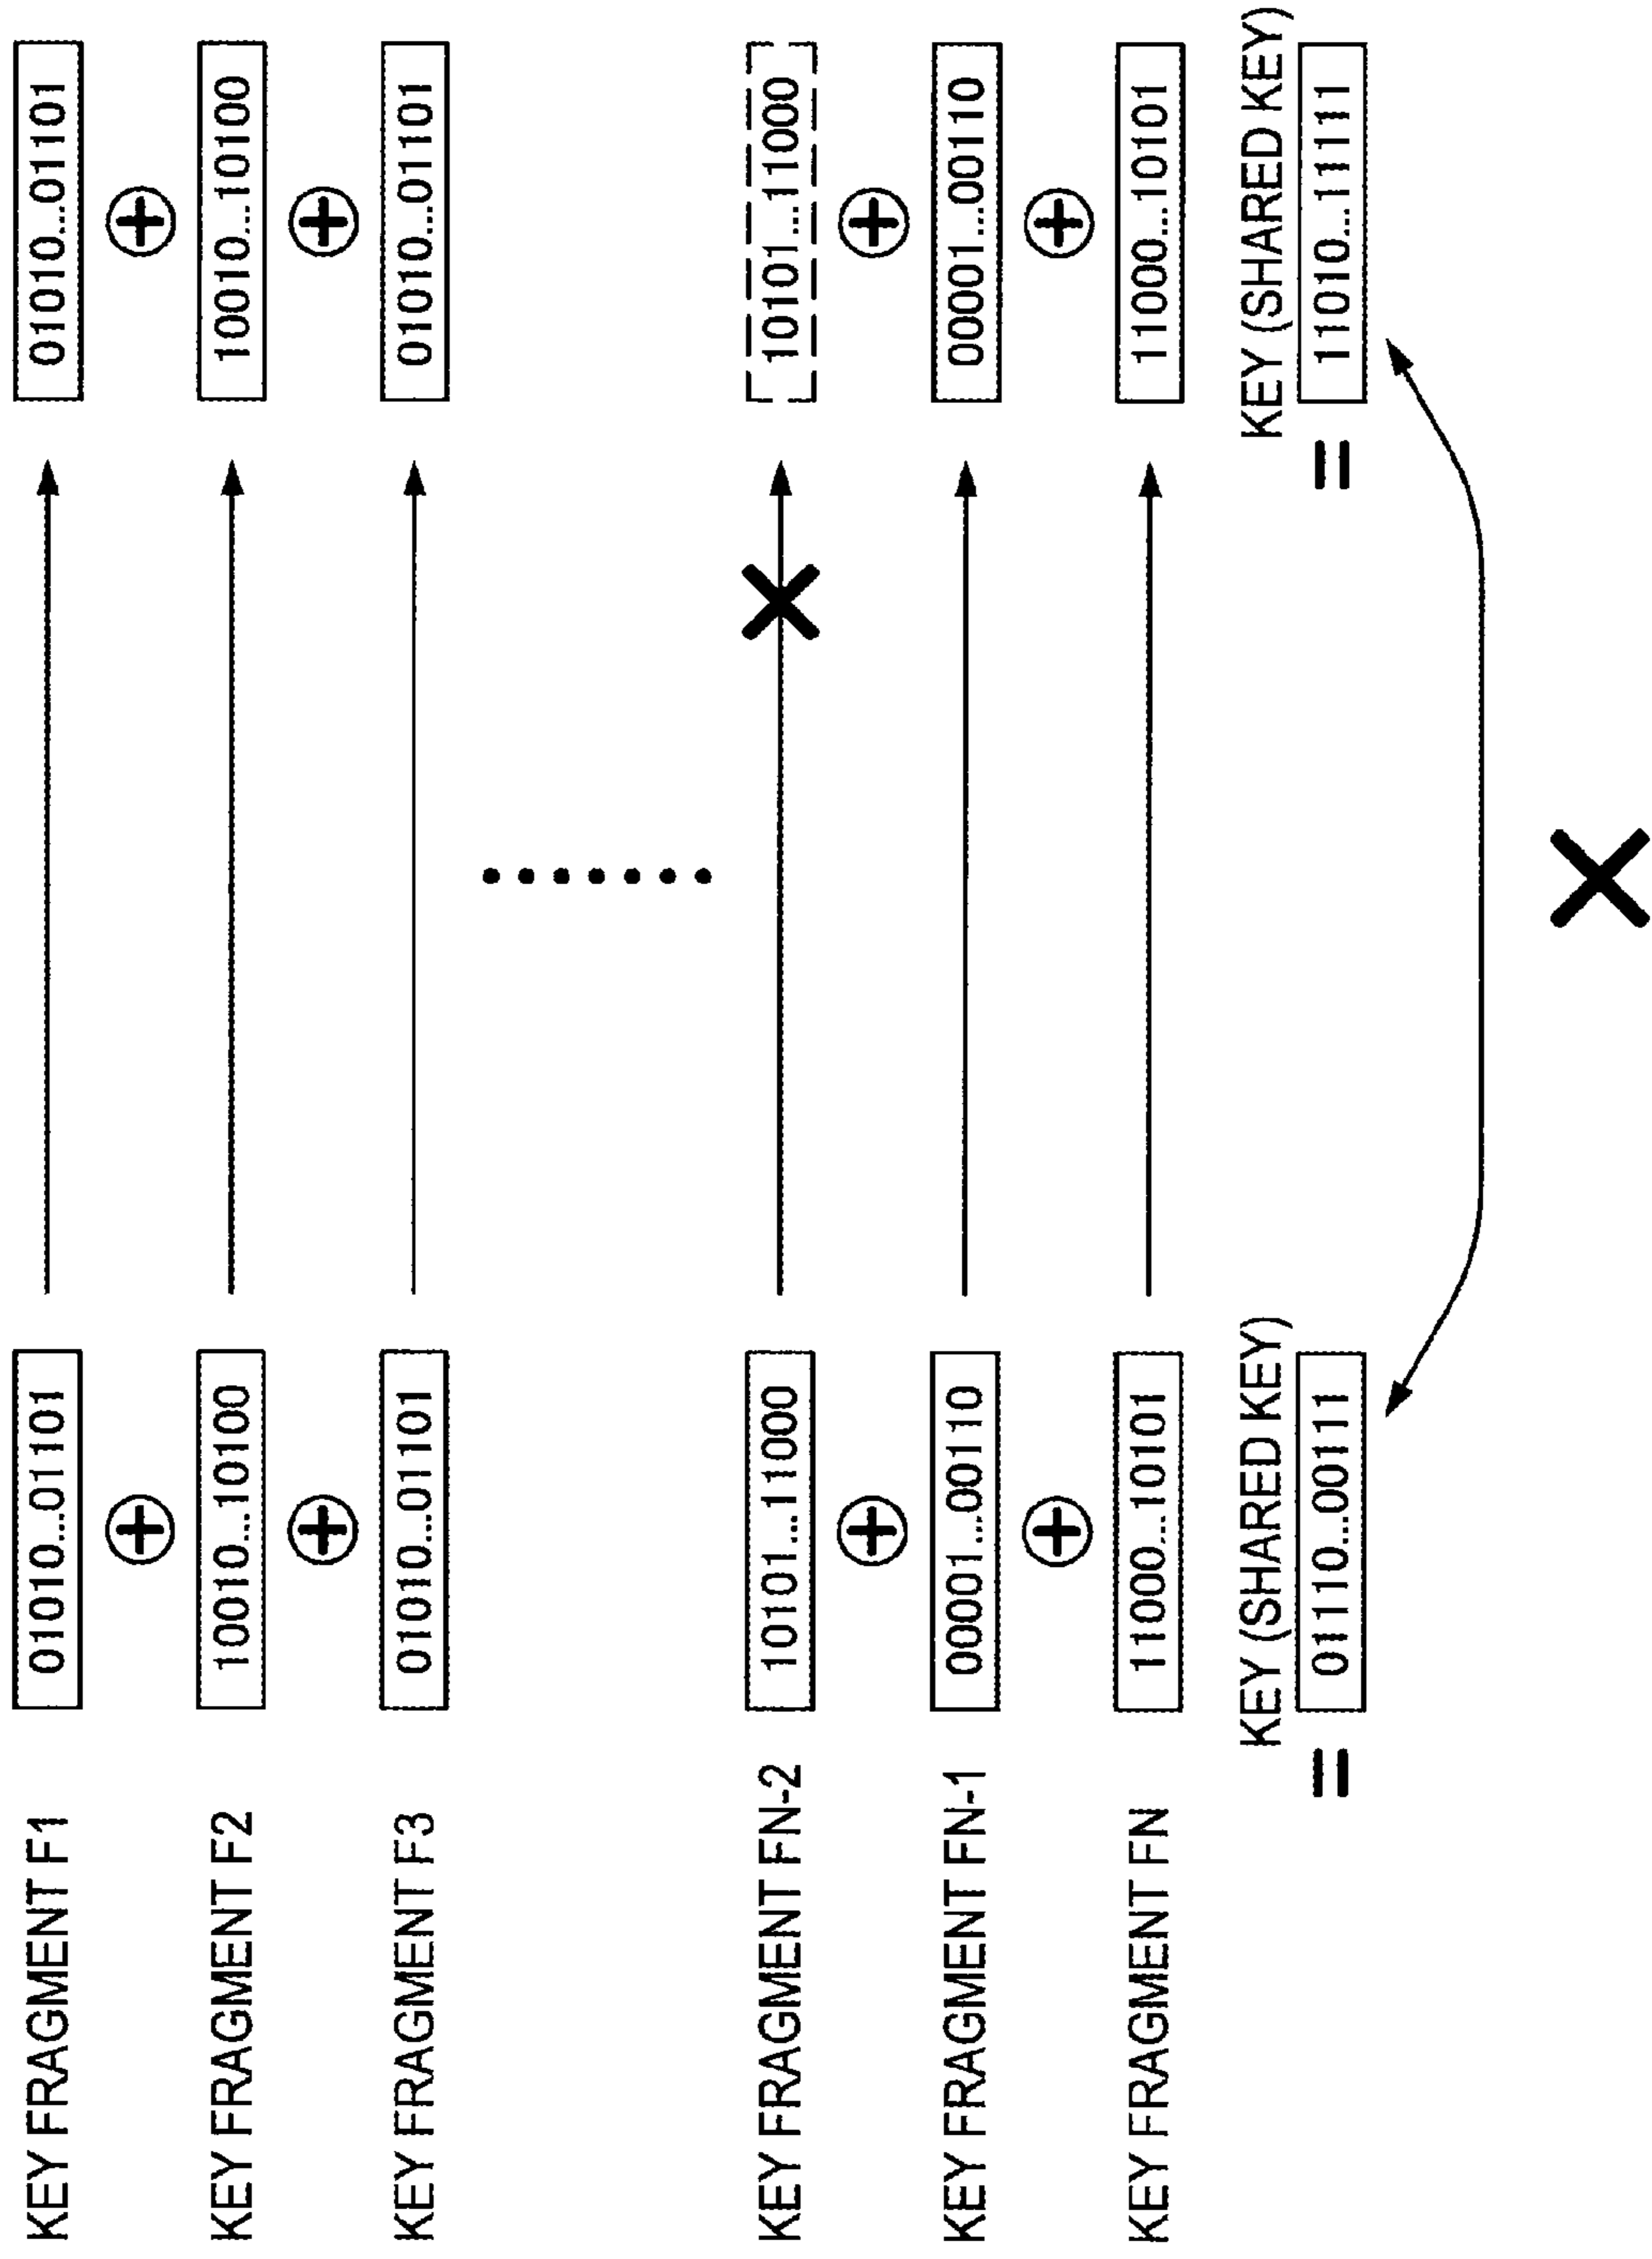 KEY FRAGMENT F1 01010...01101 01010...01101
KEY FRAGMENT F2 10010...10100 10010...10100
KEY FRAGMENT F3 01010...01101 01010...01101
KEY FRAGMENT FN-2 10101...11000 10101...11000
KEY FRAGMENT FN-1 00001...00110 00001...00110
KEY FRAGMENT FN 11000...10101 11000...10101
KEY (SHARED KEY) KEY (SHARED KEY)
= 01110...00111 = 11010...11111